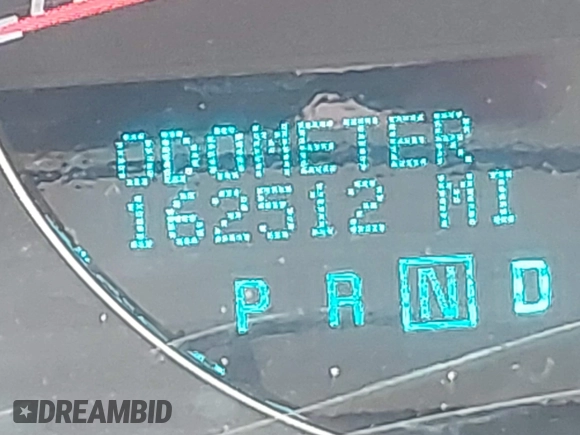 ODOMETER
162512 MI
P R N D
DREAMBID